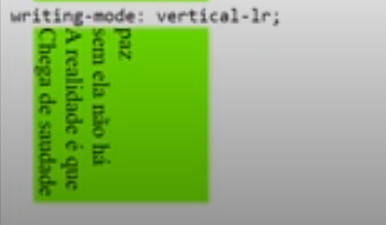 writing-mode: vertical-lr;
Chega de saudade
A realidade é que
sem ela não há
paz